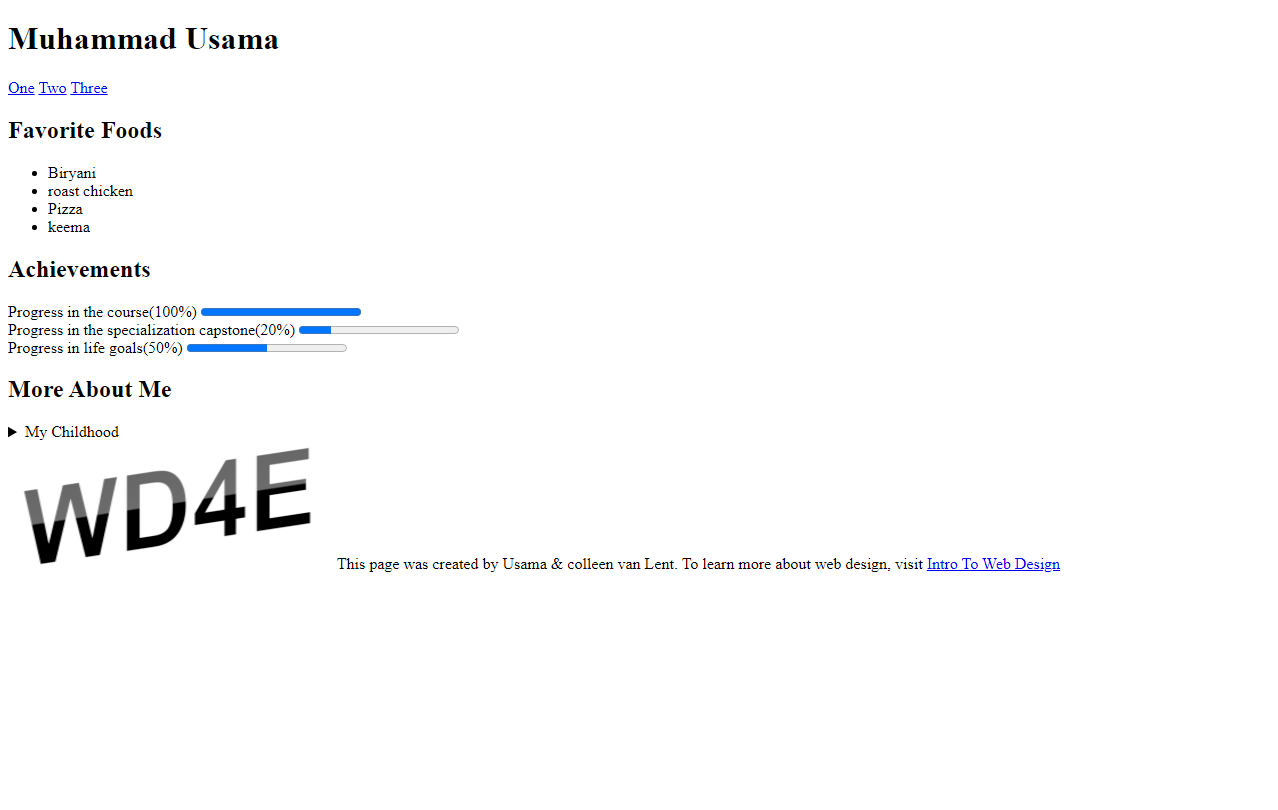 Muhammad Usama
One Two Three
Favorite Foods
Biryani
roast chicken
Pizza
keema
Achievements
Progress in the course(100%)
Progress in the specialization capstone(20%)
Progress in life goals(50%)
More About Me
My Childhood
WD4E
This page was created by Usama & colleen van Lent. To learn more about web design, visit Intro To Web Design